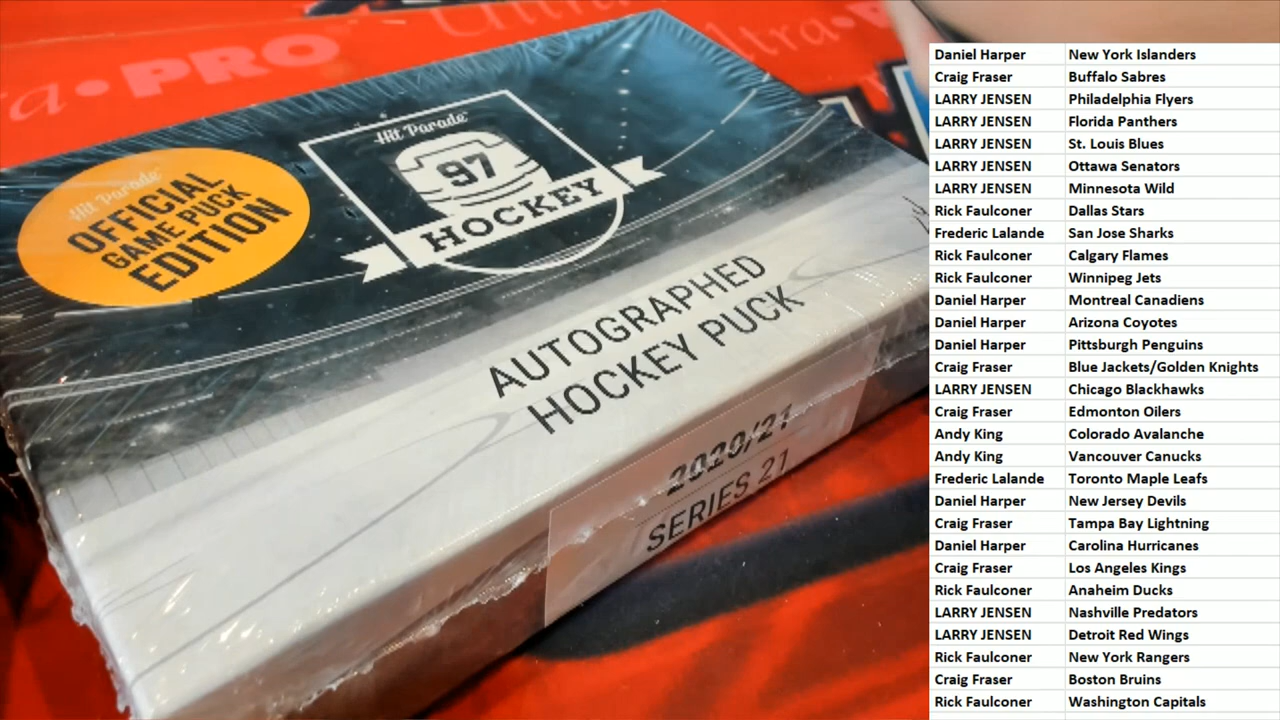 Ultra
a•PRO
Hit Parade
OFFICIAL
GAME PUCK
EDITION
Hit Parade
97
HOCKEY
AUTOGRAPHED
HOCKEY PUCK
2020/21
SERIES 21
Daniel Harper New York Islanders
Craig Fraser Buffalo Sabres
LARRY JENSEN Philadelphia Flyers
LARRY JENSEN Florida Panthers
LARRY JENSEN St. Louis Blues
LARRY JENSEN Ottawa Senators
LARRY JENSEN Minnesota Wild
Rick Faulconer Dallas Stars
Frederic Lalande San Jose Sharks
Rick Faulconer Calgary Flames
Rick Faulconer Winnipeg Jets
Daniel Harper Montreal Canadiens
Daniel Harper Arizona Coyotes
Daniel Harper Pittsburgh Penguins
Craig Fraser Blue Jackets/Golden Knights
LARRY JENSEN Chicago Blackhawks
Craig Fraser Edmonton Oilers
Andy King Colorado Avalanche
Andy King Vancouver Canucks
Frederic Lalande Toronto Maple Leafs
Daniel Harper New Jersey Devils
Craig Fraser Tampa Bay Lightning
Daniel Harper Carolina Hurricanes
Craig Fraser Los Angeles Kings
Rick Faulconer Anaheim Ducks
LARRY JENSEN Nashville Predators
LARRY JENSEN Detroit Red Wings
Rick Faulconer New York Rangers
Craig Fraser Boston Bruins
Rick Faulconer Washington Capitals